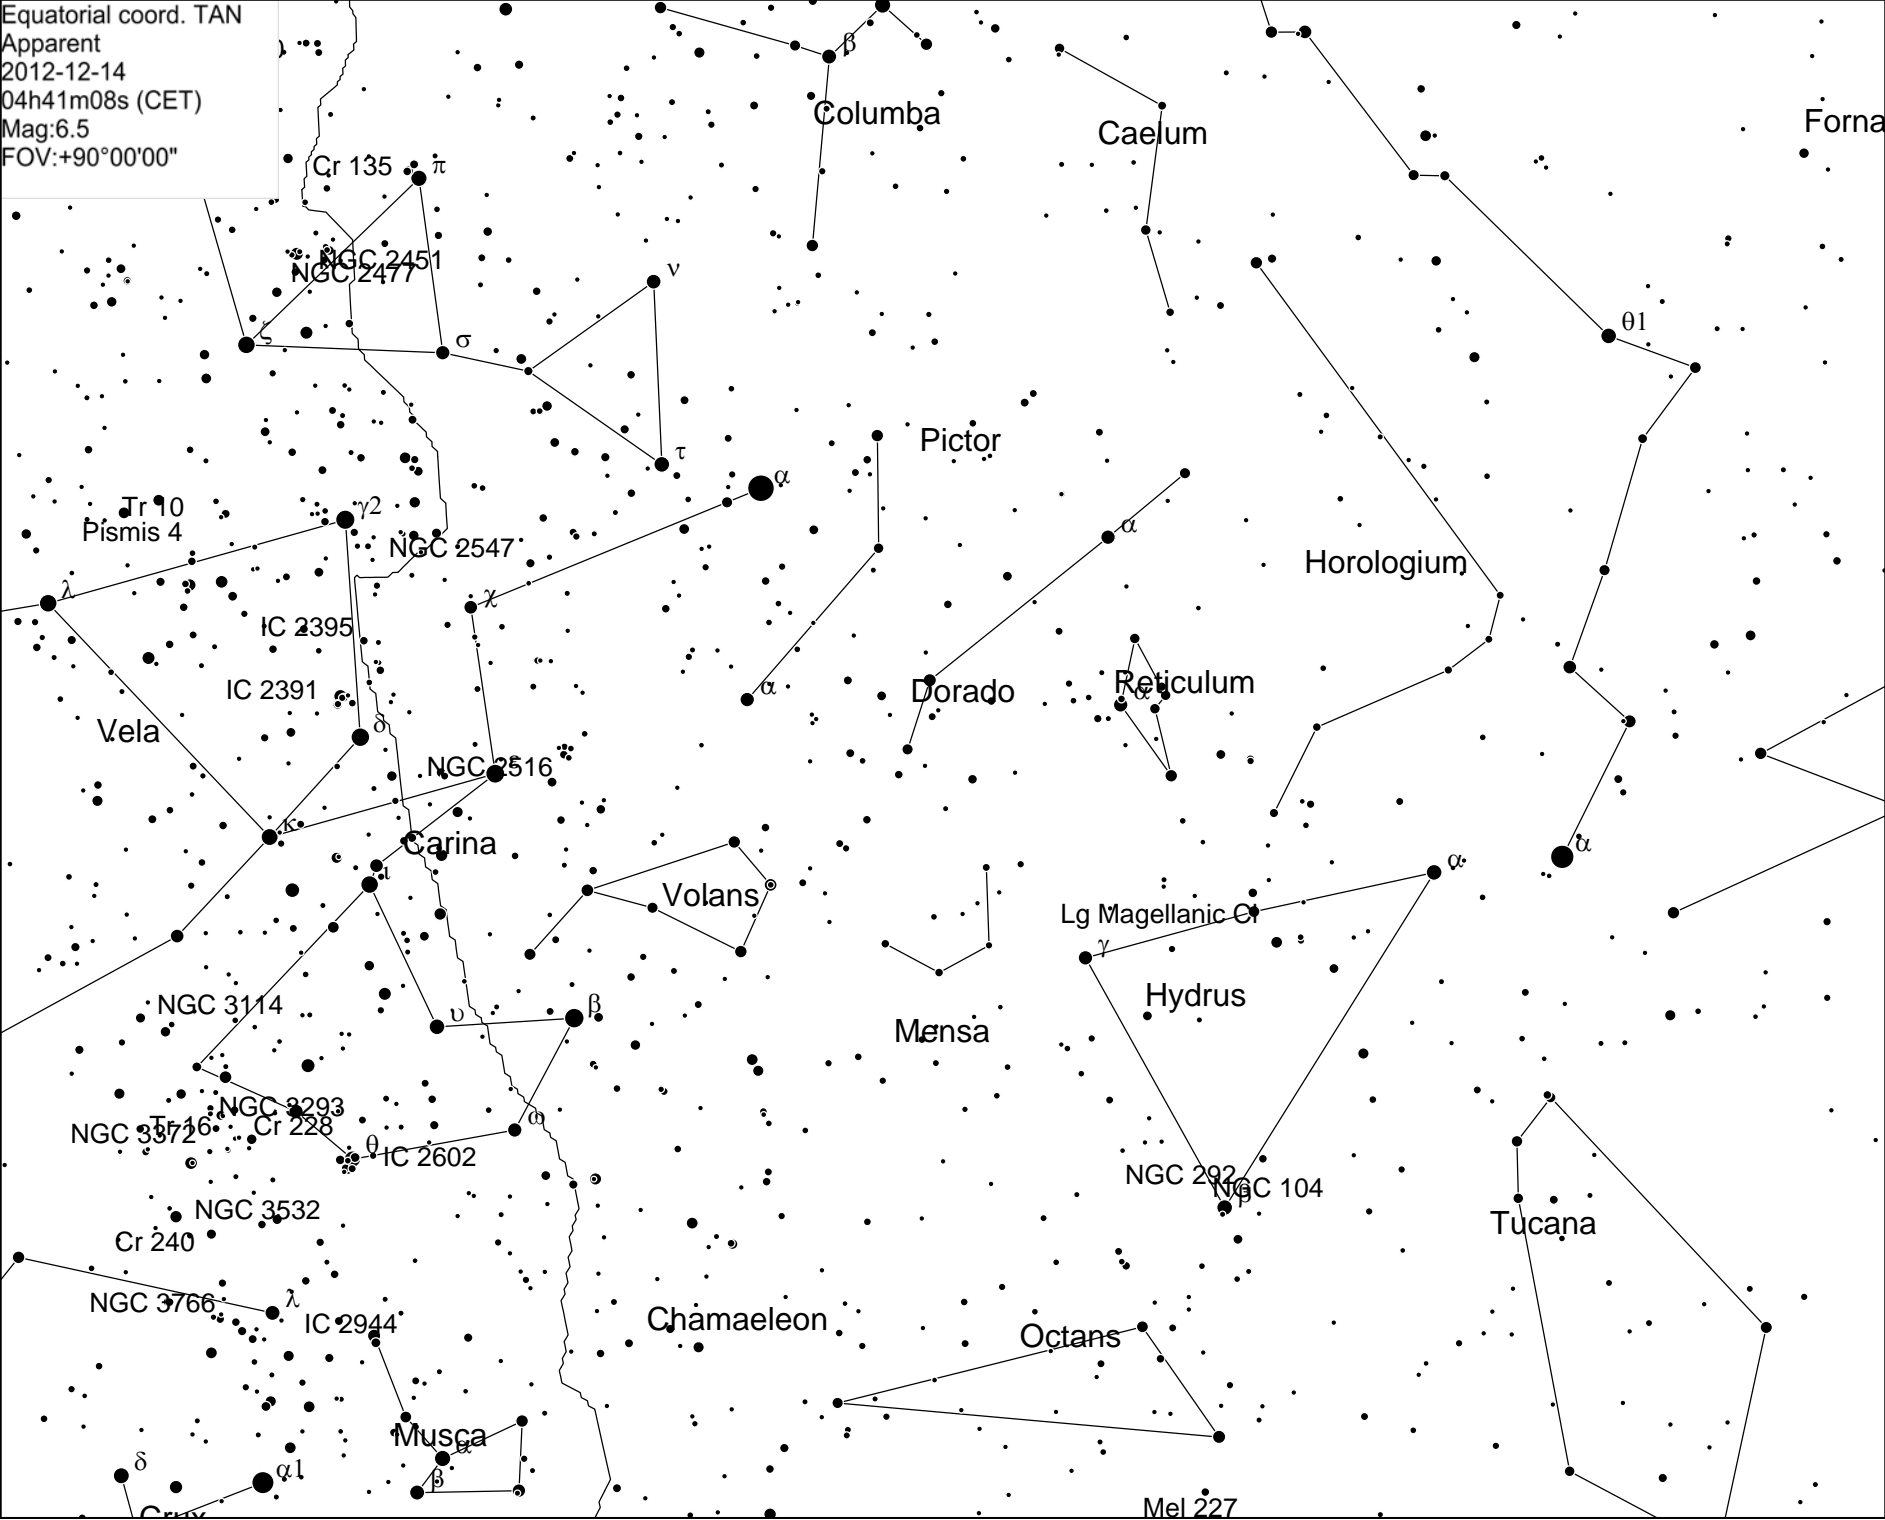 Equatorial coord. TAN
Apparent
2012-12-14
04h41m08s (CET)
Mag:6.5
FOV:+90°00'00"
β
Columba
Caelum
Forna
Cr 135
π
NGC 2451
NGC 2477
ν
ζ
σ
θ1
Pictor
τ
α
Tr 10
γ2
Pismis 4
α
NGC 2547
Horologium
λ
χ
IC 2395
IC 2391
α
Dorado
Reticulum
α
Vela
δ
NGC 2516
ε
κ
Carina
α
α
ι
Volans
Lg Magellanic Cl
γ
NGC 3114
υ
β
Hydrus
Mensa
NGC 3293
Tr 16
Cr 228
NGC 3372
ω
θ
IC 2602
NGC 292
NGC 104
β
NGC 3532
Tucana
Cr 240
NGC 3766
λ
IC 2944
Chamaeleon
Octans
Musca
α
δ
α1
β
Mel 227
Crux